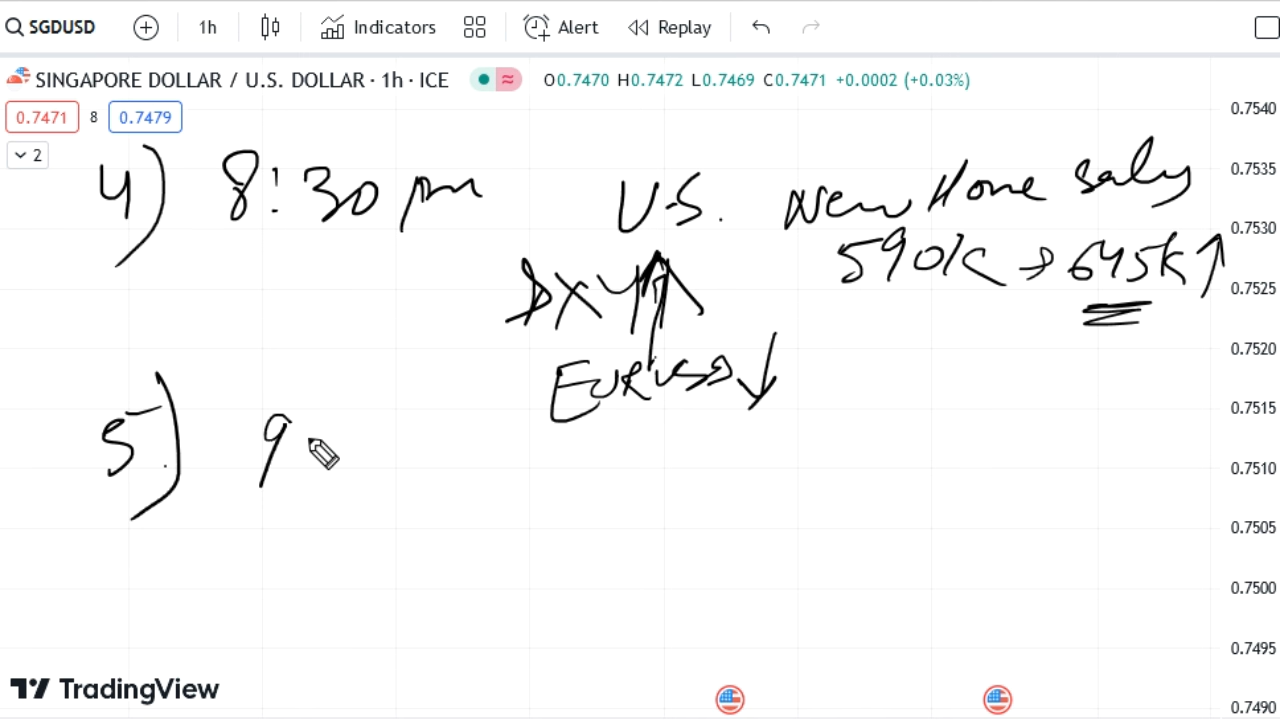 SGDUSD 1h Indicators Alert Replay
SINGAPORE DOLLAR / U.S. DOLLAR · 1h · ICE O0.7470 H0.7472 L0.7469 C0.7471 +0.0002 (+0.03%)
0.7471 8 0.7479
2
0.7540
0.7535
0.7530
0.7525
0.7520
0.7515
0.7510
0.7505
0.7500
0.7495
0.7490
4) 8:30 pm U.S. New Home Sales
590K → 645K ↑
DXY ↑
EURUSD ↓
5) 9
TradingView